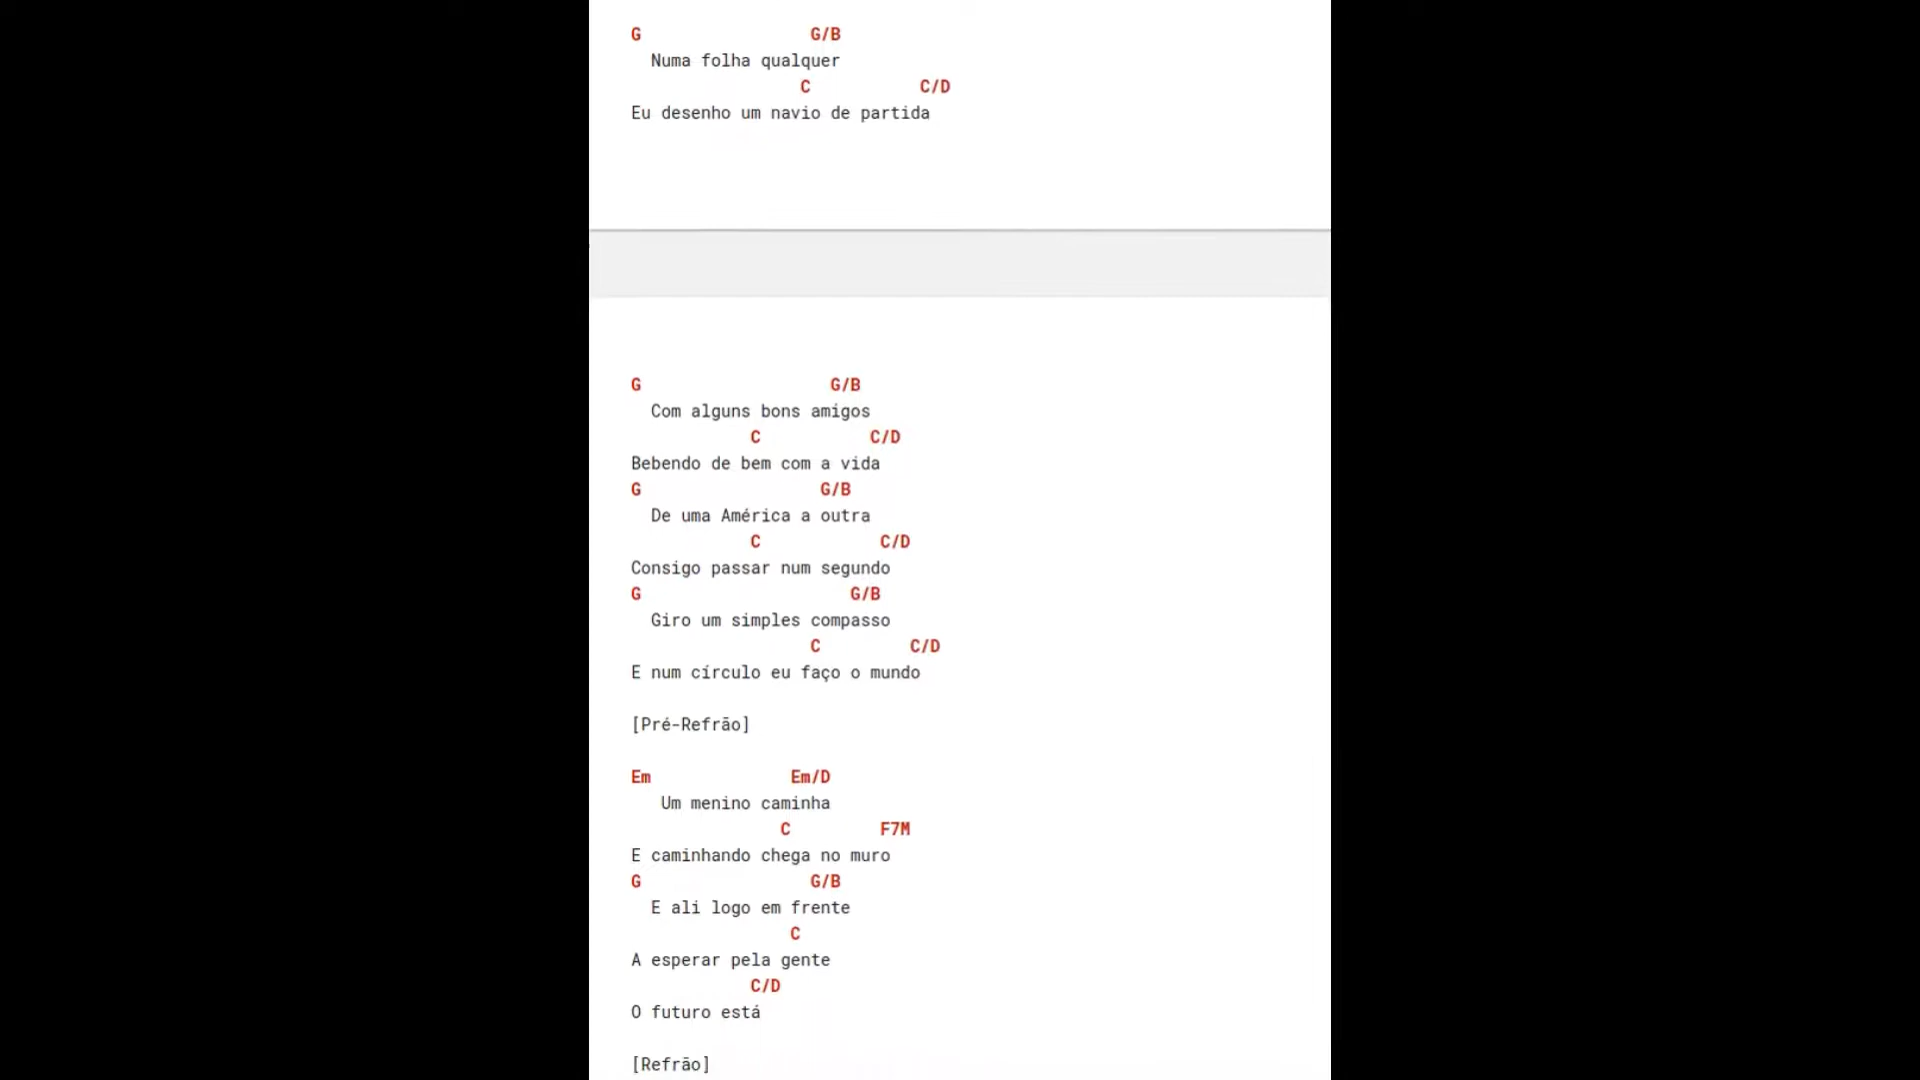 G                 G/B
  Numa folha qualquer
                 C           C/D
Eu desenho um navio de partida
G                   G/B
  Com alguns bons amigos
            C           C/D
Bebendo de bem com a vida
G                  G/B
  De uma América a outra
            C            C/D
Consigo passar num segundo
G                     G/B
  Giro um simples compasso
                  C         C/D
E num círculo eu faço o mundo
[Pré-Refrão]
Em              Em/D
   Um menino caminha
               C         F7M
E caminhando chega no muro
G                 G/B
  E ali logo em frente
                C
A esperar pela gente
            C/D
O futuro está
[Refrão]